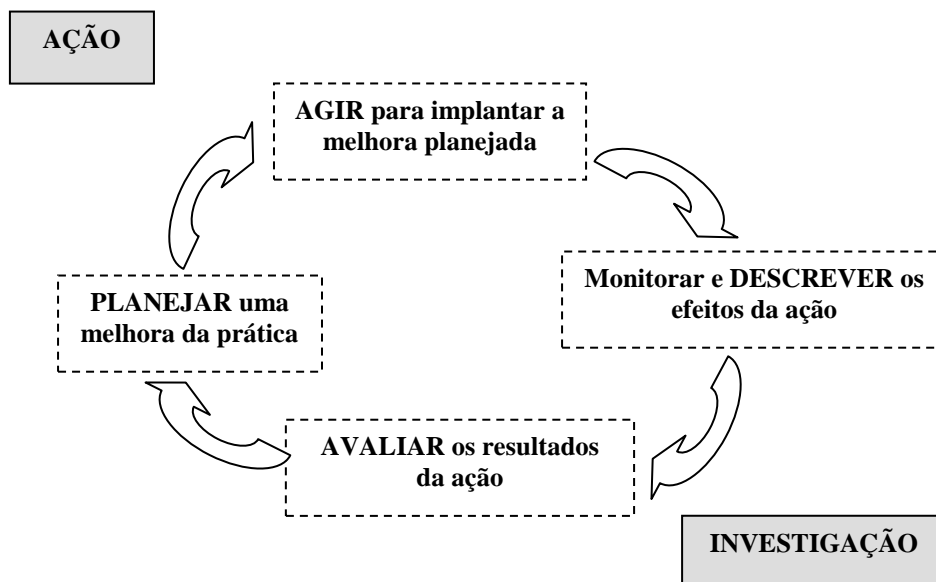 AÇÃO
AGIR para implantar a
melhora planejada
Monitorar e DESCREVER os
efeitos da ação
PLANEJAR uma
melhora da prática
AVALIAR os resultados
da ação
INVESTIGAÇÃO